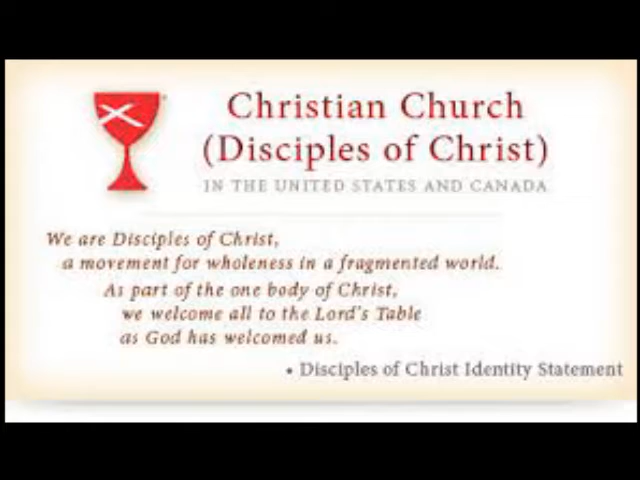 Christian Church
(Disciples of Christ)
IN THE UNITED STATES AND CANADA
We are Disciples of Christ,
a movement for wholeness in a fragmented world.
As part of the one body of Christ,
we welcome all to the Lord's Table
as God has welcomed us.
• Disciples of Christ Identity Statement